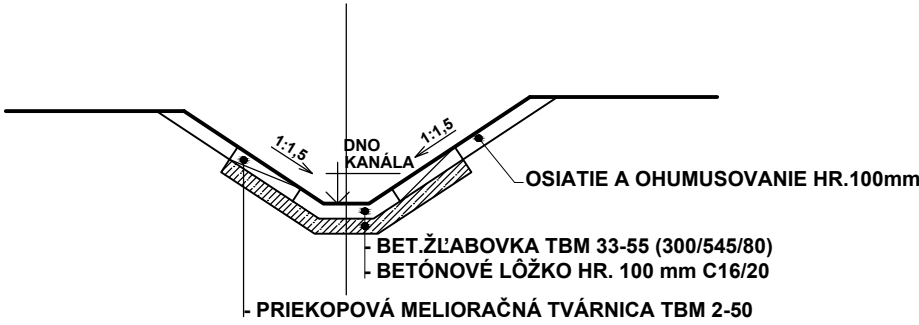 1:1,5
DNO
KANÁLA
1:1,5
OSIATIE A OHUMUSOVANIE HR.100mm
- BET.ŽĽABOVKA TBM 33-55 (300/545/80)
- BETÓNOVÉ LÔŽKO HR. 100 mm C16/20
- PRIEKOPOVÁ MELIORAČNÁ TVÁRNICA TBM 2-50